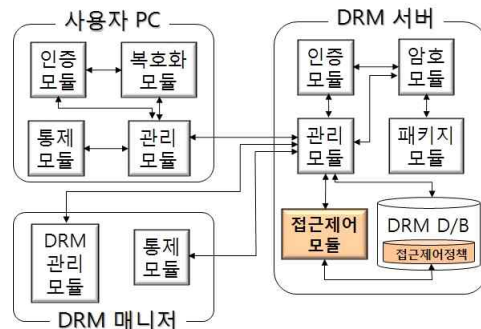 사용자 PC
인증
모듈
복호화
모듈
통제
모듈
관리
모듈
DRM 서버
인증
모듈
암호
모듈
관리
모듈
패키지
모듈
접근제어
모듈
DRM D/B
접근제어정책
DRM
관리
모듈
통제
모듈
DRM 매니저